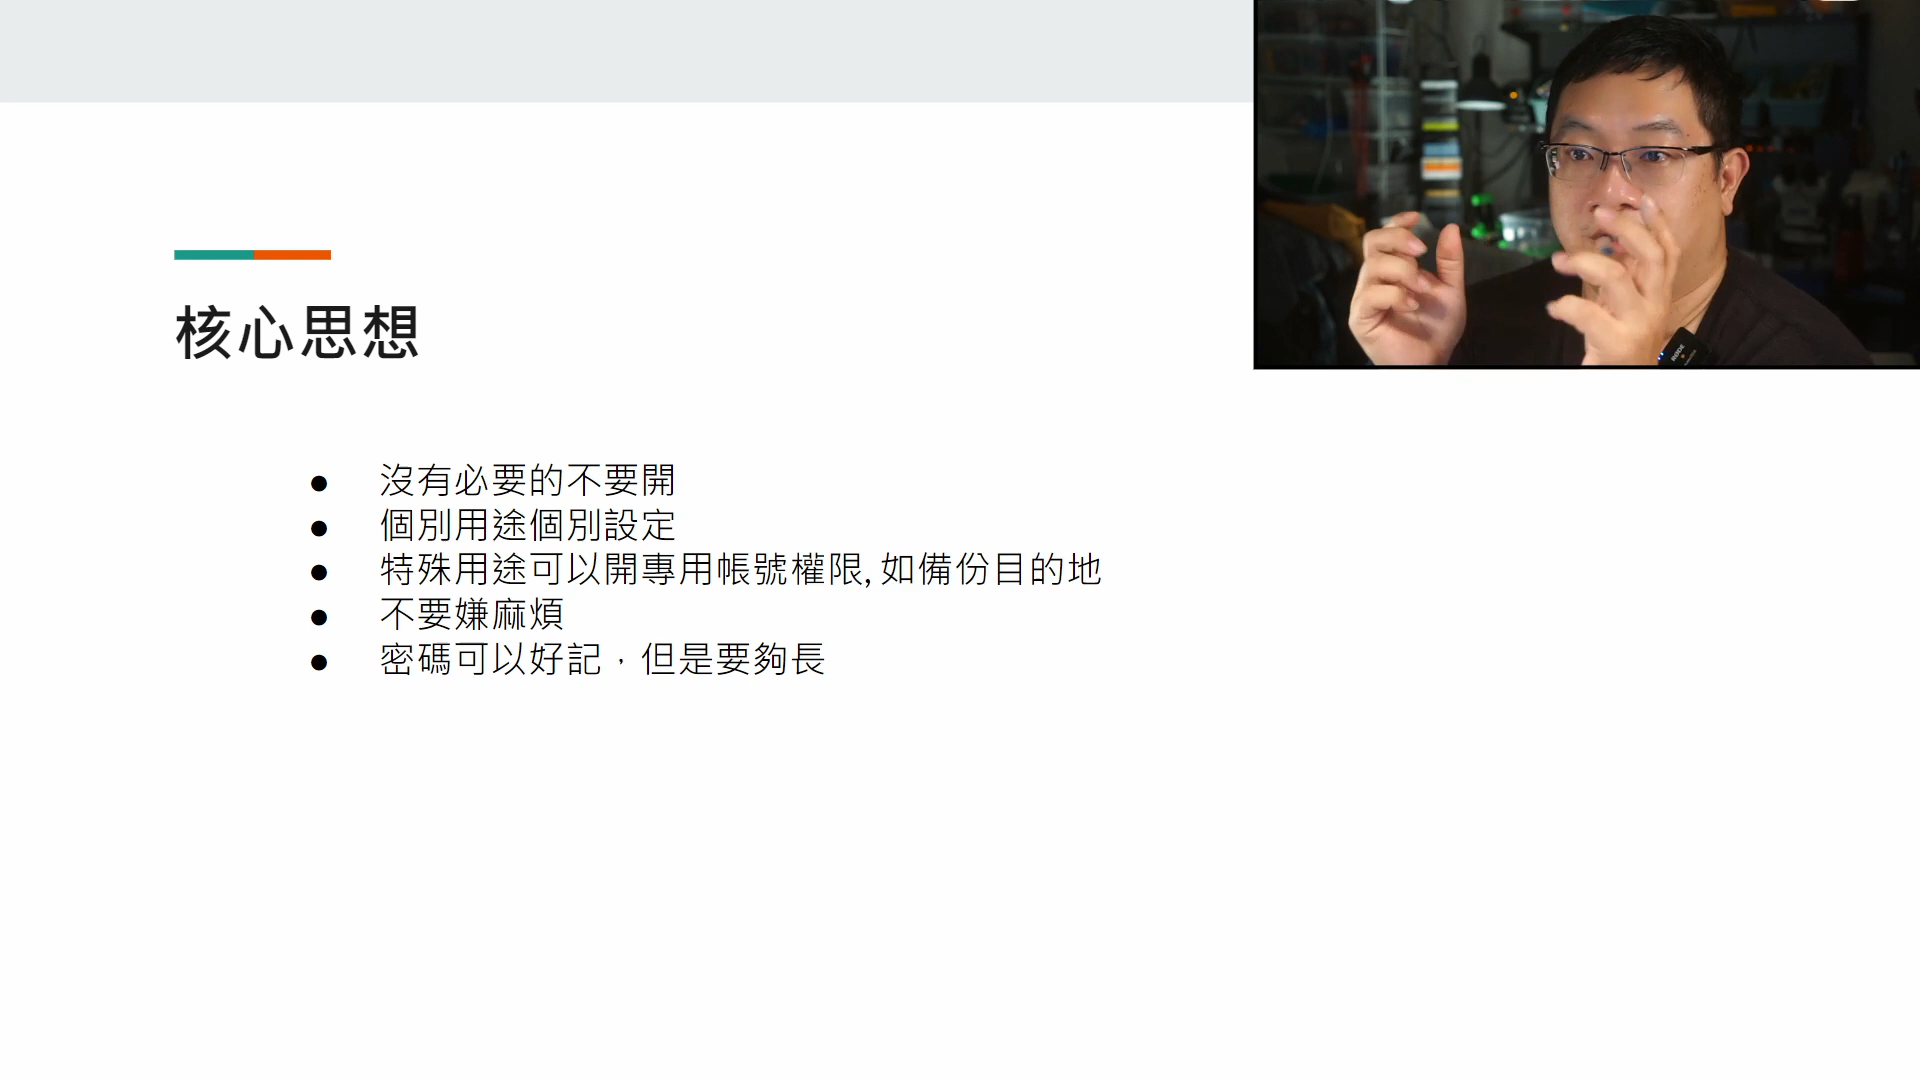 核心思想
沒有必要的不要開
個別用途個別設定
特殊用途可以開專用帳號權限, 如備份目的地
不要嫌麻煩
密碼可以好記，但是要夠長
RODE